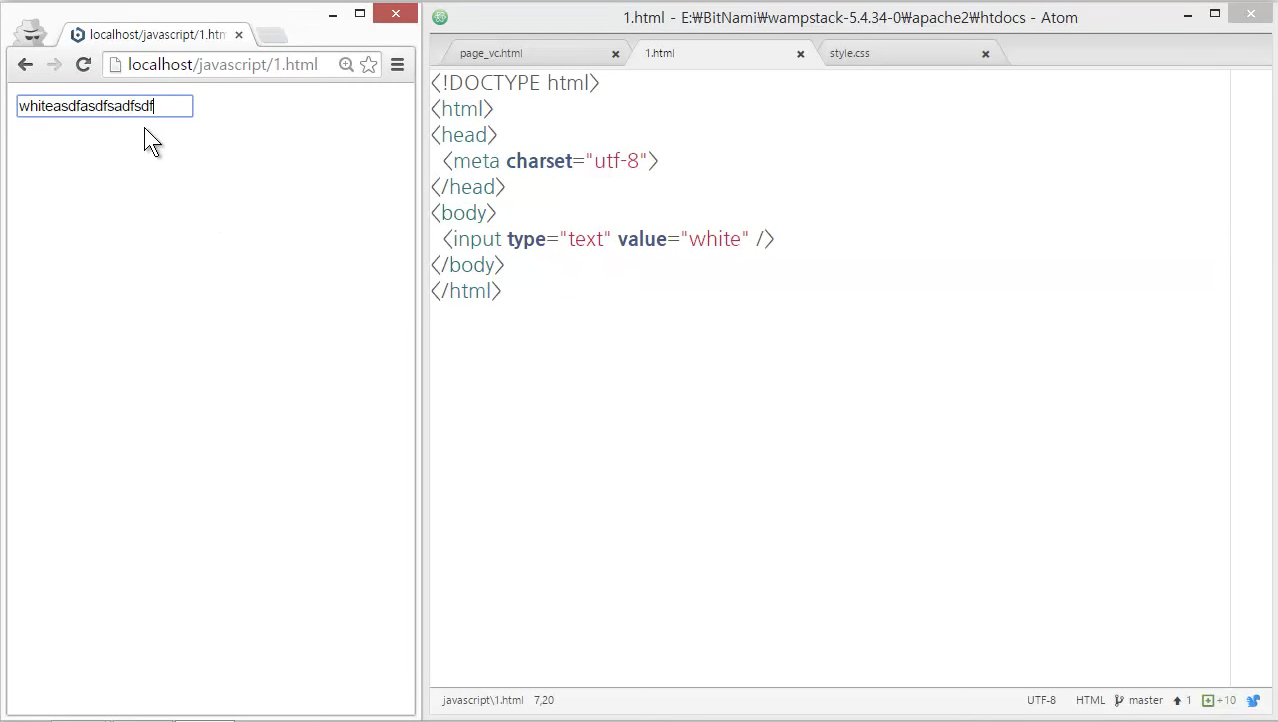 localhost/javascript/1.htm
localhost/javascript/1.html
whiteasdfasdfsadfsdf
1.html - E:₩BitNami₩wampstack-5.4.34-0₩apache2₩htdocs - Atom
page_vc.html
1.html
style.css
<!DOCTYPE html>
<html>
<head>
<meta charset="utf-8">
</head>
<body>
<input type="text" value="white" />
</body>
</html>
javascript\1.html 7,20
UTF-8 HTML master 1 +10